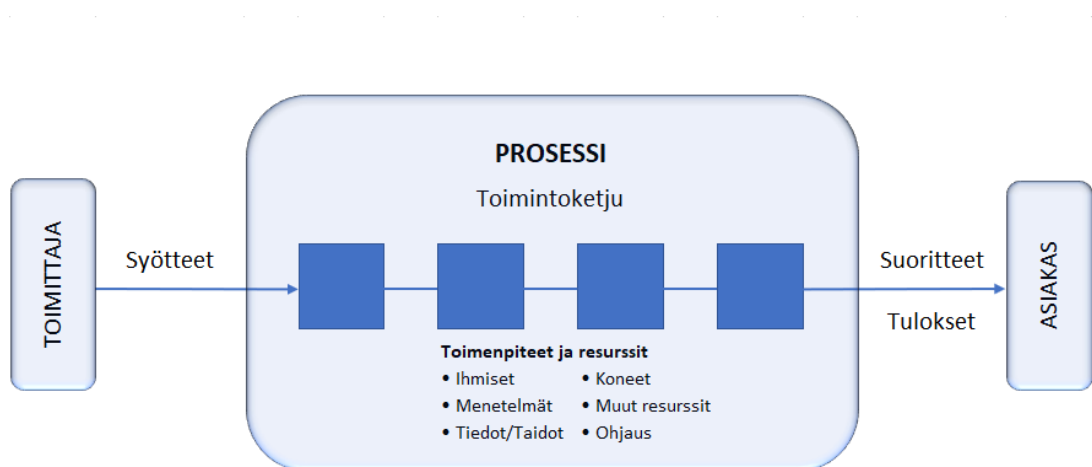 PROSESSI
Toimintoketju
TOIMITTAJA
Syötteet
Suoritteet
Tulokset
ASIAKAS
Toimenpiteet ja resurssit
• Ihmiset • Koneet
• Menetelmät • Muut resurssit
• Tiedot/Taidot • Ohjaus